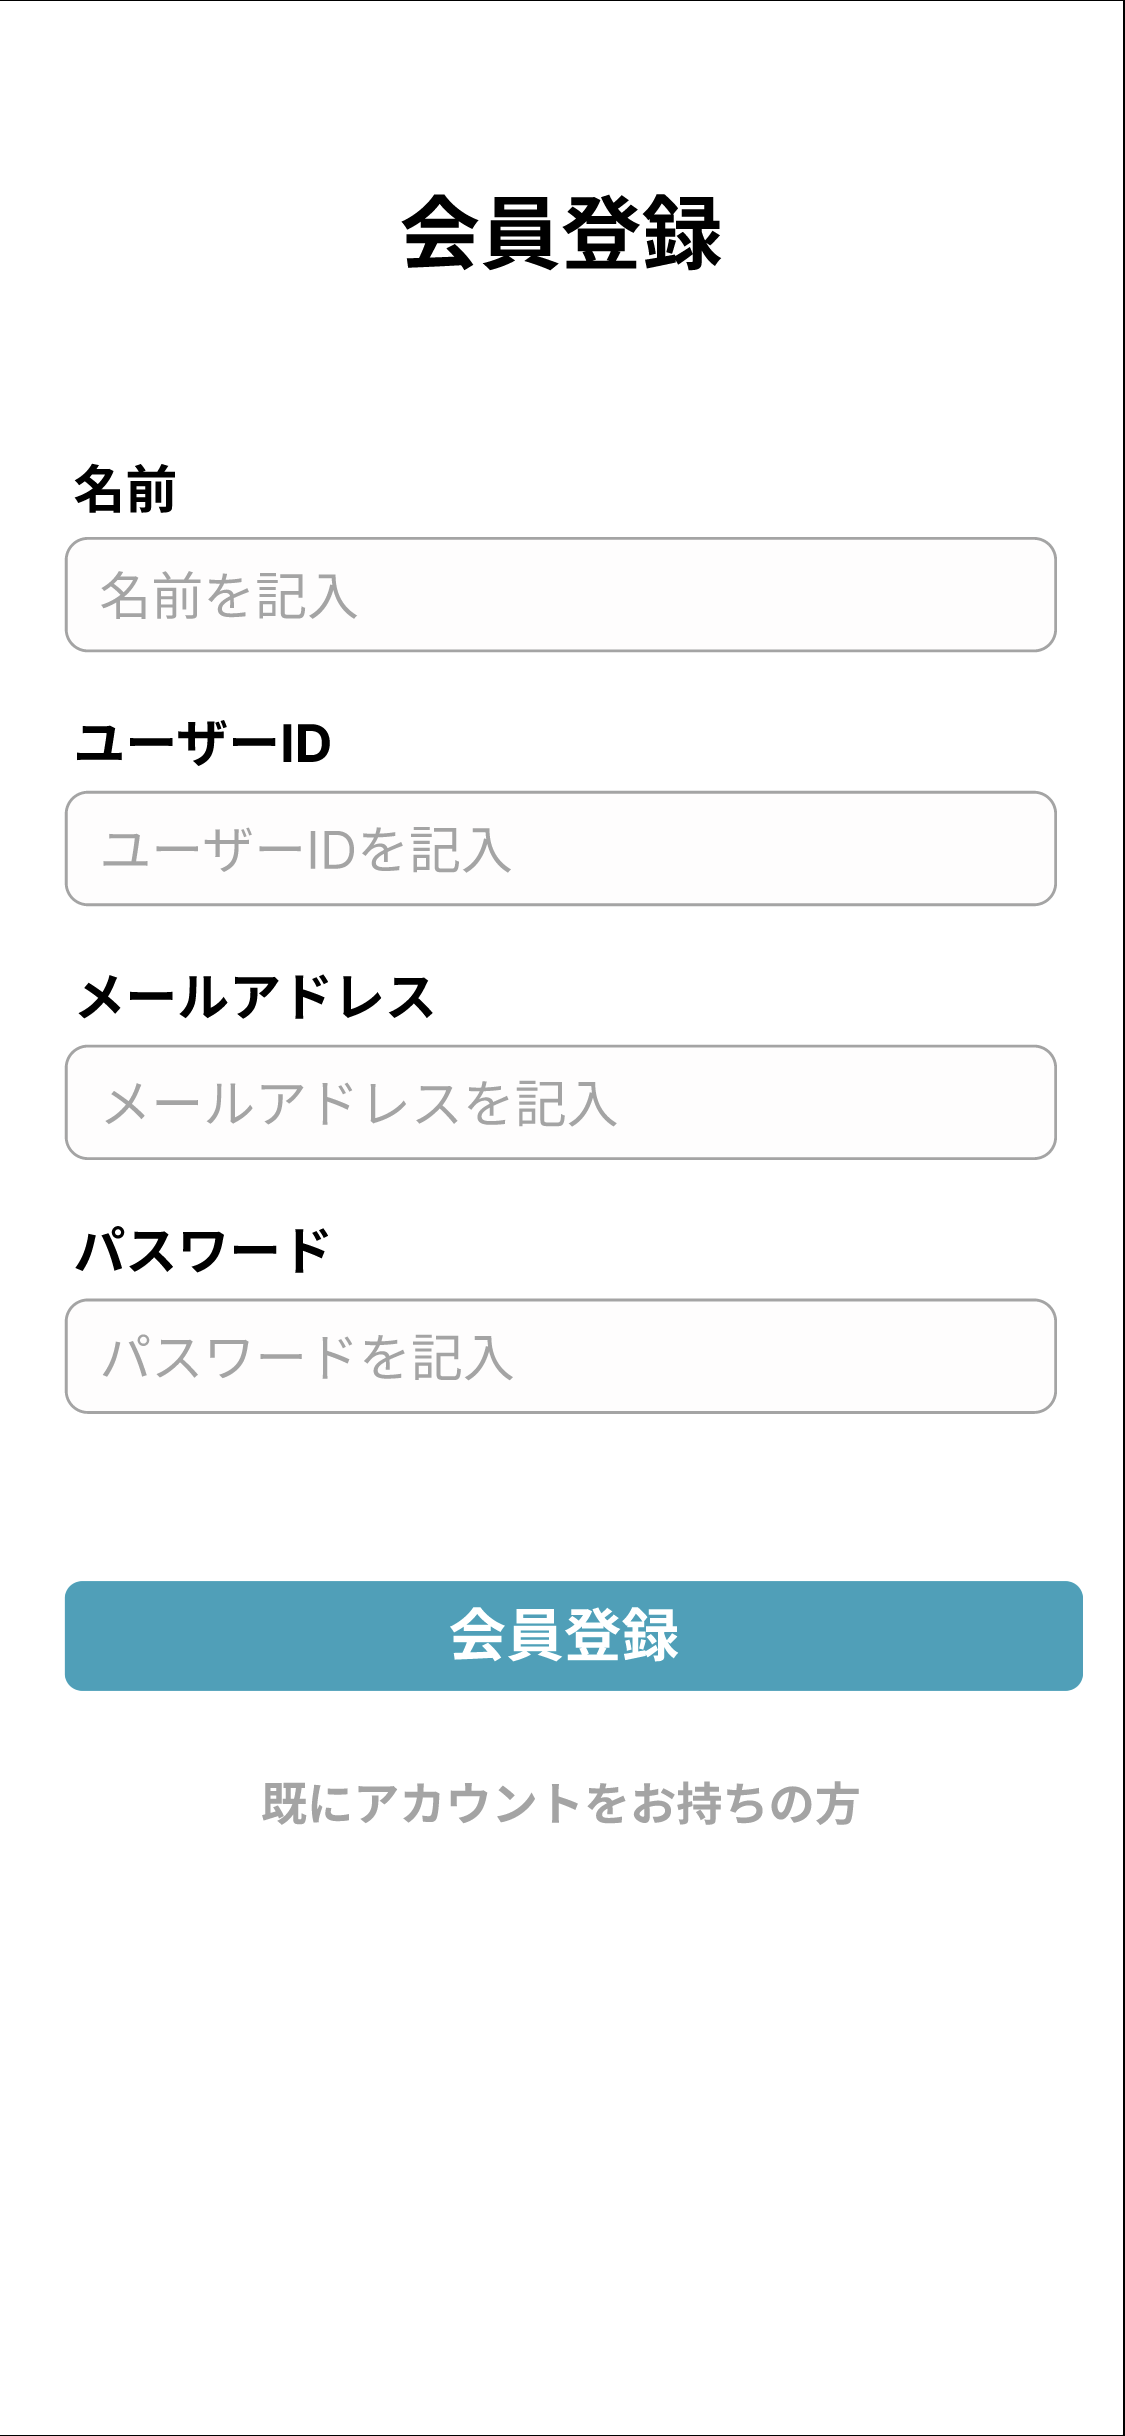 会員登録
名前
名前を記入
ユーザーID
ユーザーIDを記入
メールアドレス
メールアドレスを記入
パスワード
パスワードを記入
会員登録
既にアカウントをお持ちの方